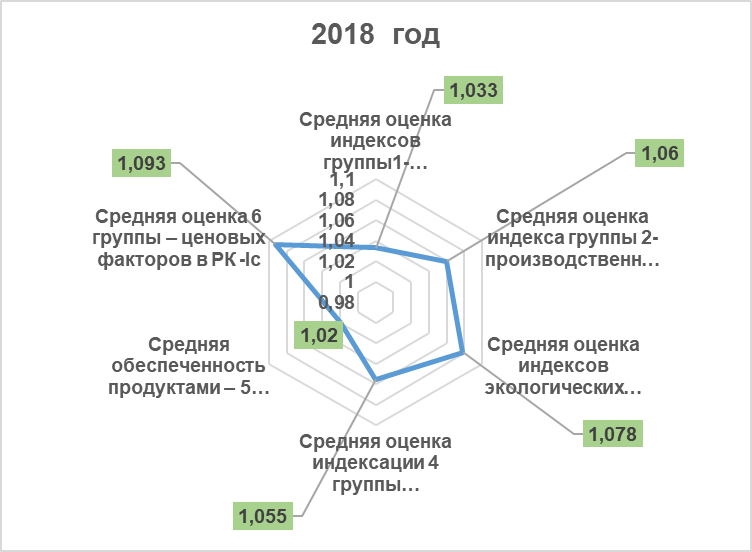 2018 год
1,033
Средняя оценка
индексов
группы1-...
1,093
1,06
1,1
1,08
1,06
1,04
1,02
1
0,98
Средняя оценка 6
группы – ценовых
факторов в РК -Ic
Средняя оценка
индекса группы 2-
производственн...
1,02
Средняя
обеспеченность
продуктами – 5...
Средняя оценка
индексов
экологических...
1,078
Средняя оценка
индексации 4
группы...
1,055